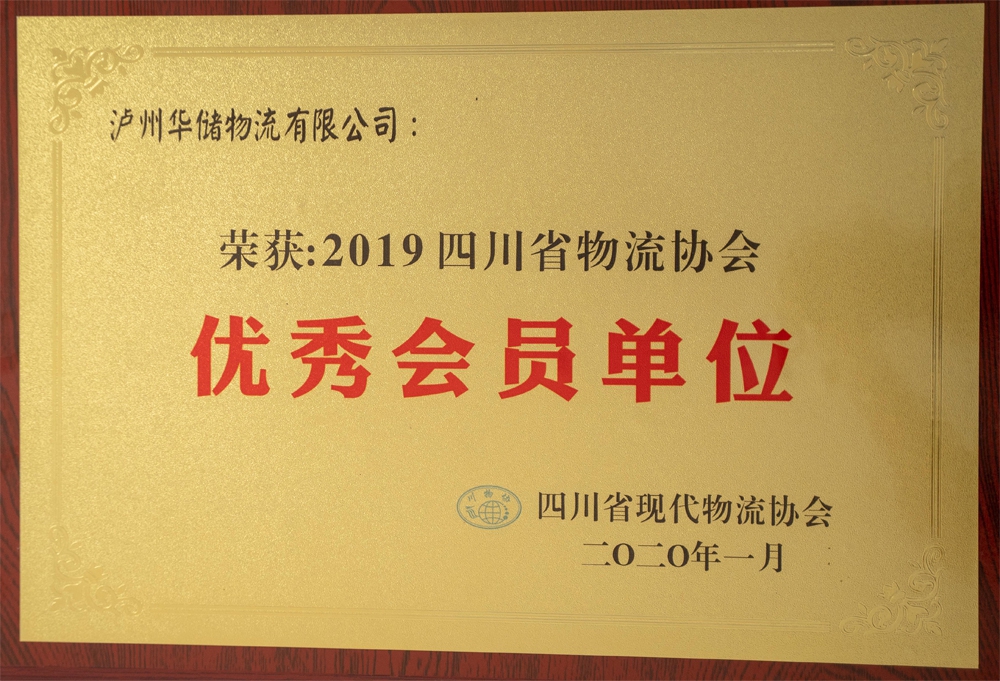 泸州华储物流有限公司：
荣获:2019四川省物流协会
优秀会员单位
四川省现代物流协会
二〇二〇年一月